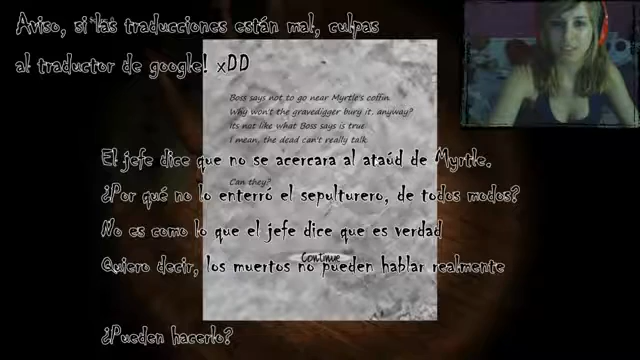 Aviso, si las traducciones están mal, culpas
al traductor de google! xDD
Boss says not to go near Myrtle's coffin.
Why won't the gravedigger bury it, anyway?
Its not like what Boss says is true.
I mean, the dead can't really talk.
Can they?
El jefe dice que no se acercara al ataúd de Myrtle.
¿Por qué no lo enterró el sepulturero, de todos modos?
No es como lo que el jefe dice que es verdad
Continue
Quiero decir, los muertos no pueden hablar realmente
¿Pueden hacerlo?